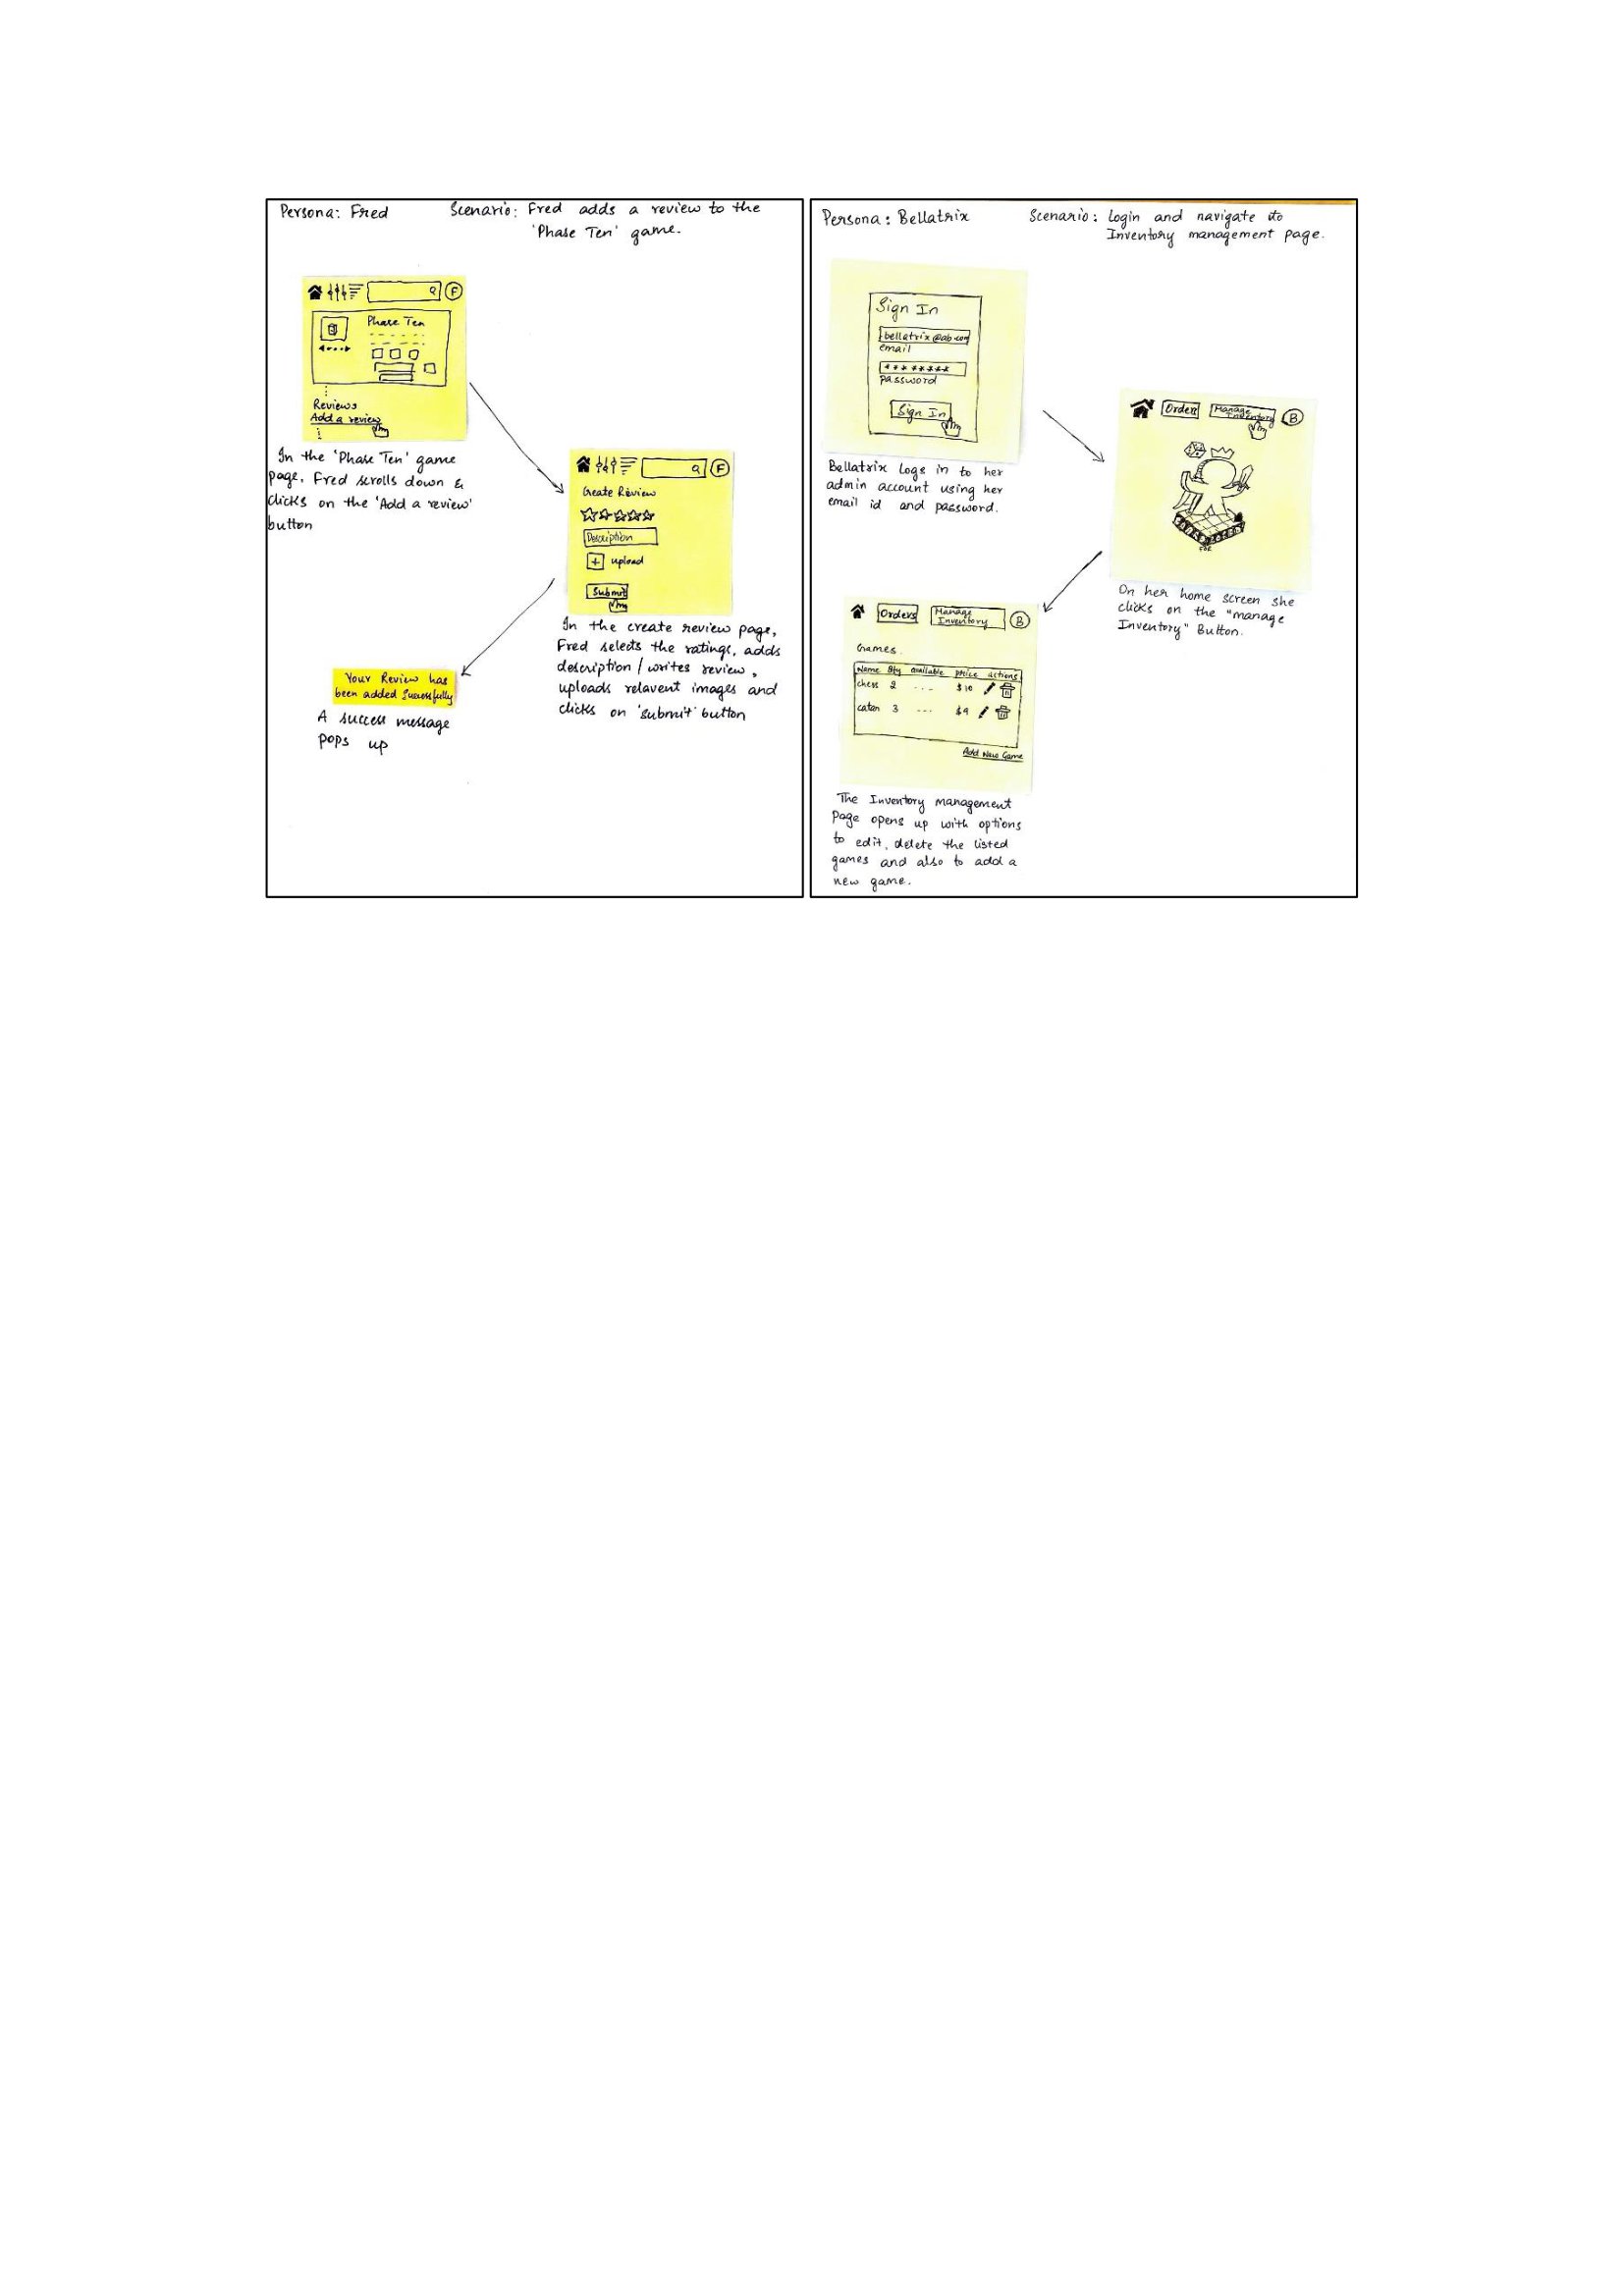 Persona: Fred
Scenario: Fred adds a review to the
'Phase Ten' game.
F
Phase Ten
Reviews
Add a review
In the 'Phase Ten' game
page, Fred scrolls down &
clicks on the 'Add a review'
button
F
Create Review
Description
+ upload
Submit
In the create review page,
Fred selects the ratings, adds
description / writes review,
uploads relavent images and
clicks on 'submit' button
Your Review has
been added Successfully
A success message
pops up
Persona: Bellatrix
Scenario: Login and navigate to
Inventory management page.
Sign In
bellatrix@ab.com
email
********
password
Sign In
Bellatrix Logs in to her
admin account using her
email id and password.
Orders
Manage
Inventory
B
FOR
On her home screen she
clicks on the "manage
Inventory" Button.
Orders
Manage
Inventory
B
Games.
Name Qty available price actions
chess 2 ... $10
catan 3 --- $9
Add New Game
The Inventory management
Page opens up with options
to edit, delete the listed
games and also to add a
new game.